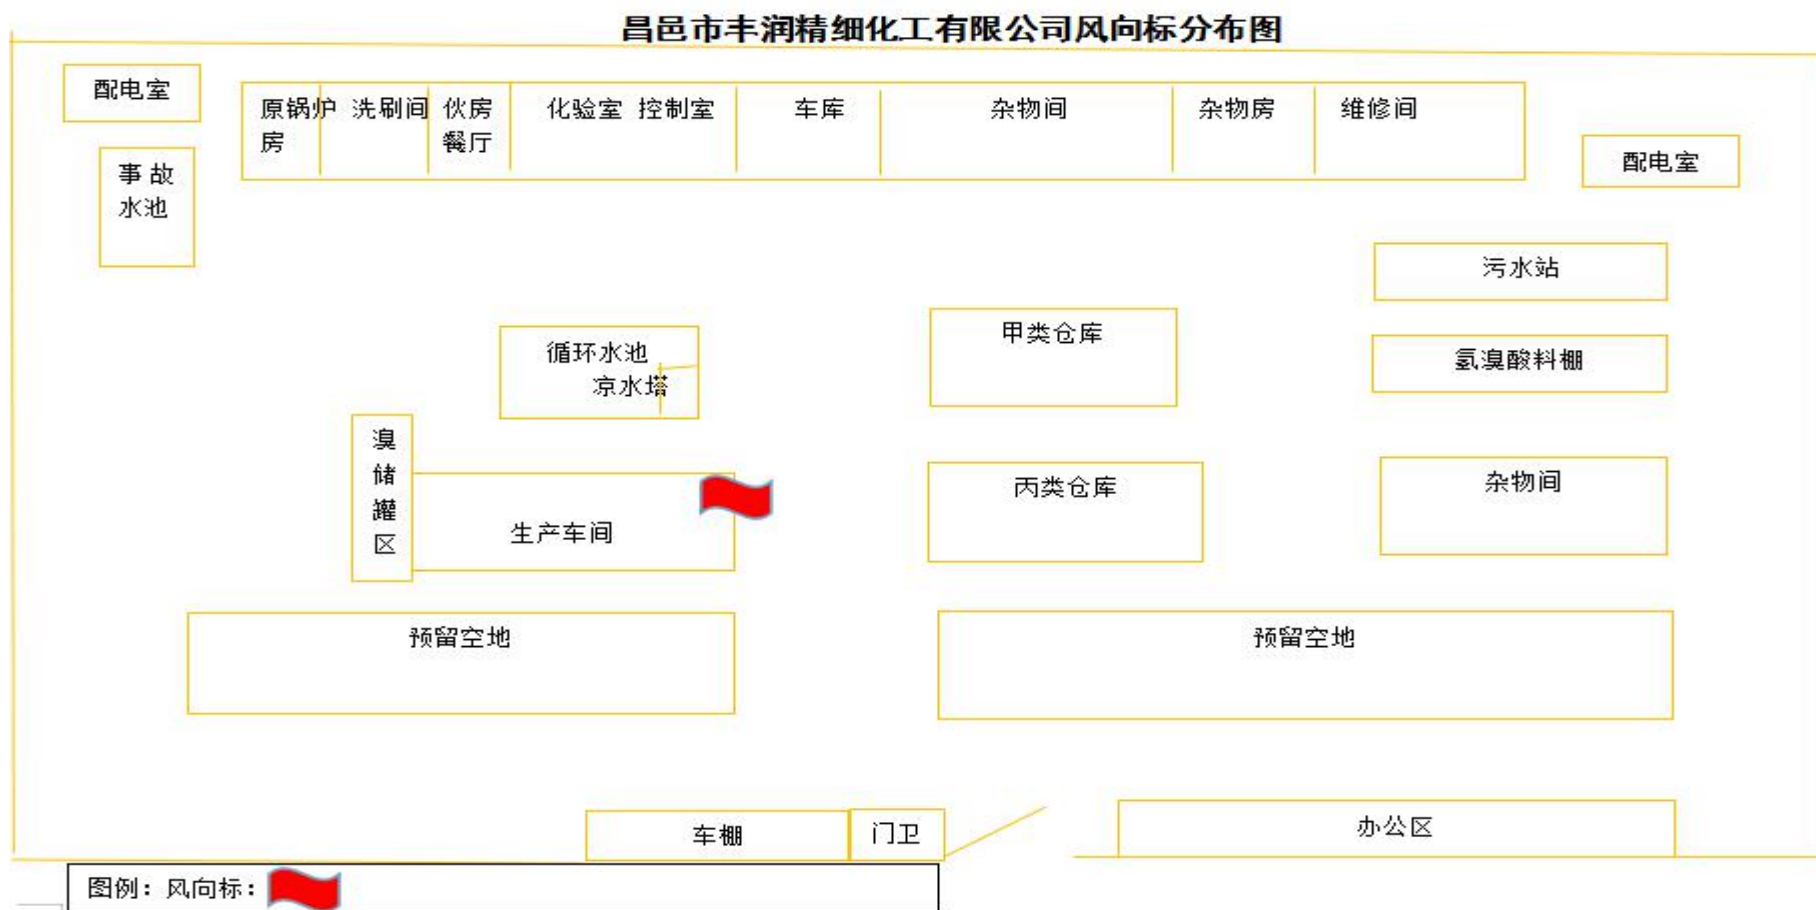 昌邑市丰润精细化工有限公司风向标分布图
配电室
原锅炉
房
洗刷间
伙房
餐厅
化验室 控制室
车库
杂物间
杂物房
维修间
配电室
事故
水池
污水站
循环水池
凉水塔
甲类仓库
氢溴酸料棚
溴
储
罐
区
生产车间
丙类仓库
杂物间
预留空地
预留空地
车棚
门卫
办公区
图例：风向标：